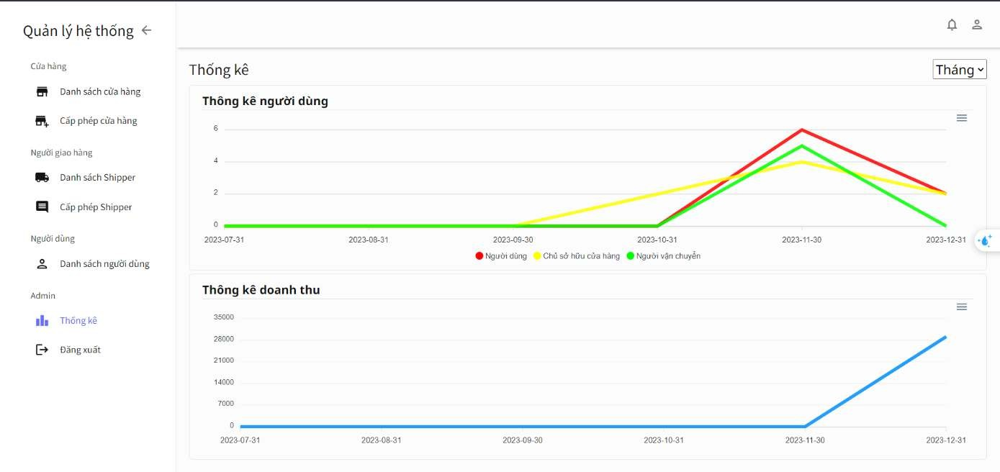 Quản lý hệ thống
Cửa hàng
Danh sách cửa hàng
Cấp phép cửa hàng
Người giao hàng
Danh sách Shipper
Cấp phép Shipper
Người dùng
Danh sách người dùng
Admin
Thống kê
Đăng xuất
Thống kê
Tháng
Thông kê người dùng
6
4
2
0
2023-07-31 2023-08-31 2023-09-30 2023-10-31 2023-11-30 2023-12-31
Người dùng Chủ sở hữu cửa hàng Người vận chuyển
Thông kê doanh thu
35000
28000
21000
14000
7000
0
2023-07-31 2023-08-31 2023-09-30 2023-10-31 2023-11-30 2023-12-31